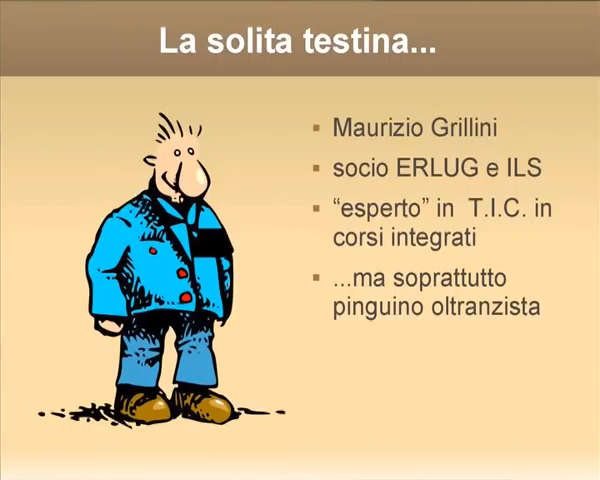 La solita testina...
Maurizio Grillini
socio ERLUG e ILS
“esperto” in T.I.C. in
corsi integrati
...ma soprattutto
pinguino oltranzista